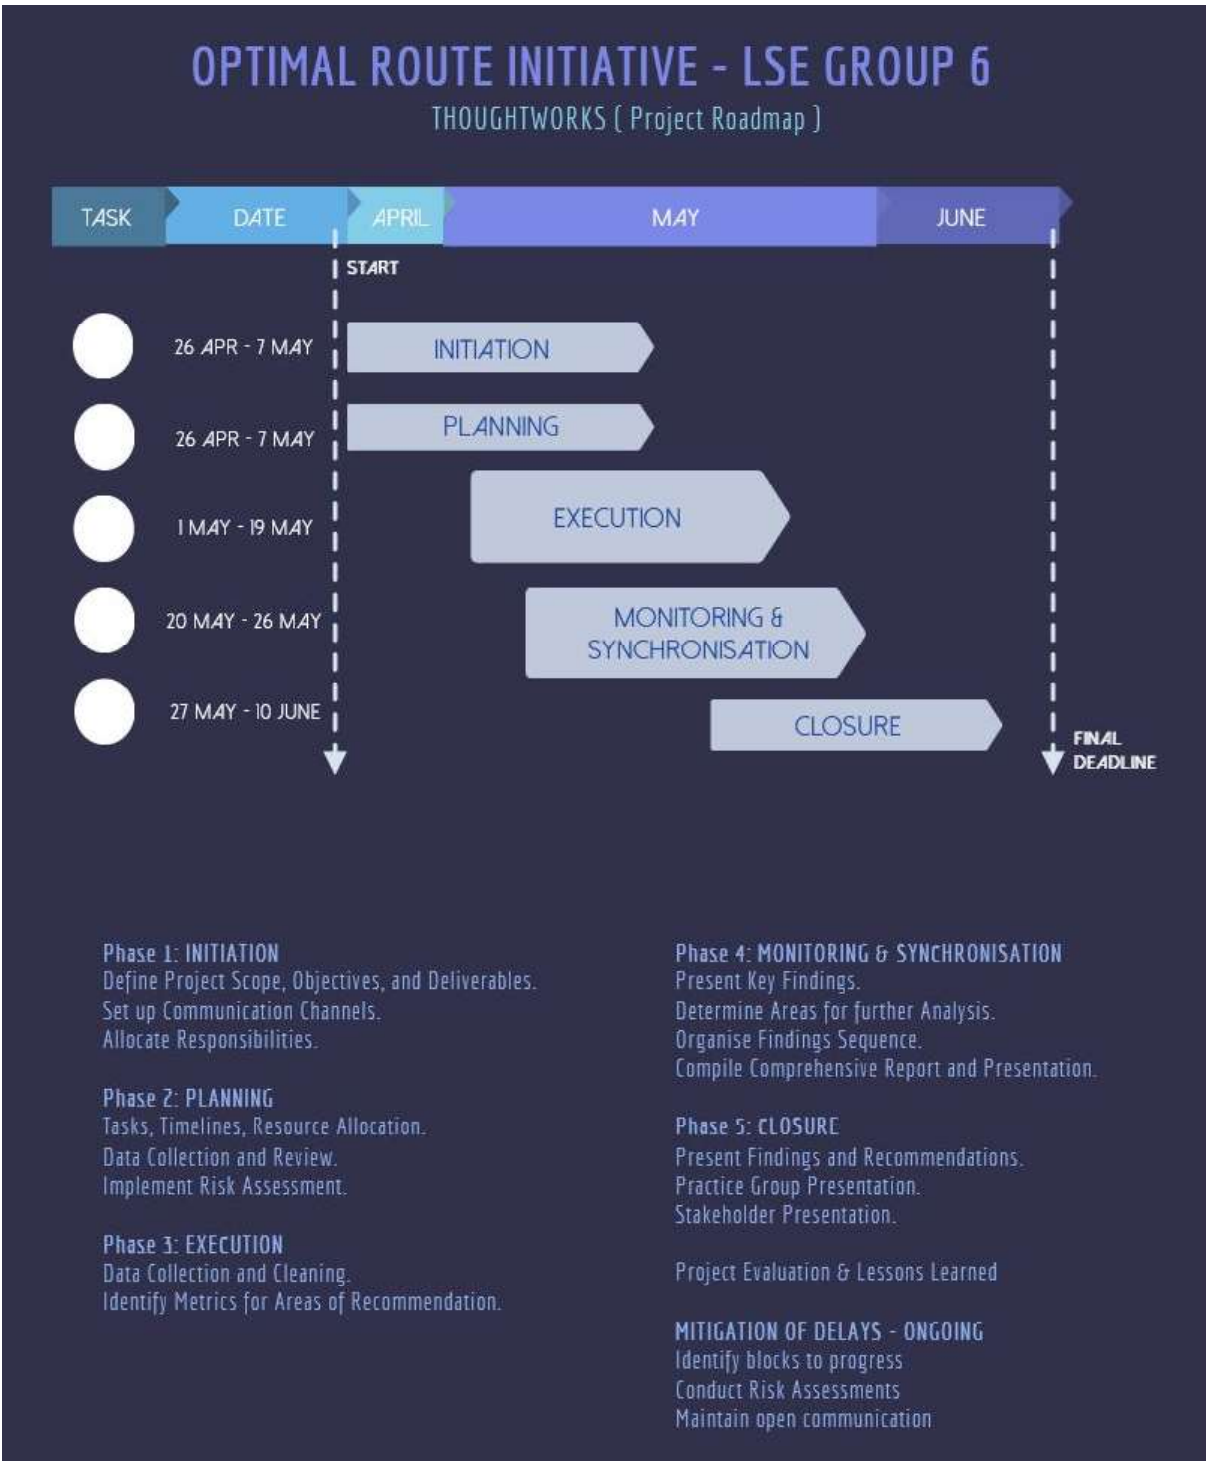 OPTIMAL ROUTE INITIATIVE - LSE GROUP 6
THOUGHTWORKS ( Project Roadmap )
TASK DATE APRIL MAY JUNE
START
26 APR - 7 MAY INITIATION
26 APR - 7 MAY PLANNING
1 MAY - 19 MAY EXECUTION
20 MAY - 26 MAY MONITORING &
SYNCHRONISATION
27 MAY - 10 JUNE CLOSURE
FINAL
DEADLINE
Phase 1: INITIATION
Define Project Scope, Objectives, and Deliverables.
Set up Communication Channels.
Allocate Responsibilities.
Phase 2: PLANNING
Tasks, Timelines, Resource Allocation.
Data Collection and Review.
Implement Risk Assessment.
Phase 3: EXECUTION
Data Collection and Cleaning.
Identify Metrics for Areas of Recommendation.
Phase 4: MONITORING & SYNCHRONISATION
Present Key Findings.
Determine Areas for further Analysis.
Organise Findings Sequence.
Compile Comprehensive Report and Presentation.
Phase 5: CLOSURE
Present Findings and Recommendations.
Practice Group Presentation.
Stakeholder Presentation.
Project Evaluation & Lessons Learned
MITIGATION OF DELAYS - ONGOING
Identify blocks to progress
Conduct Risk Assessments
Maintain open communication